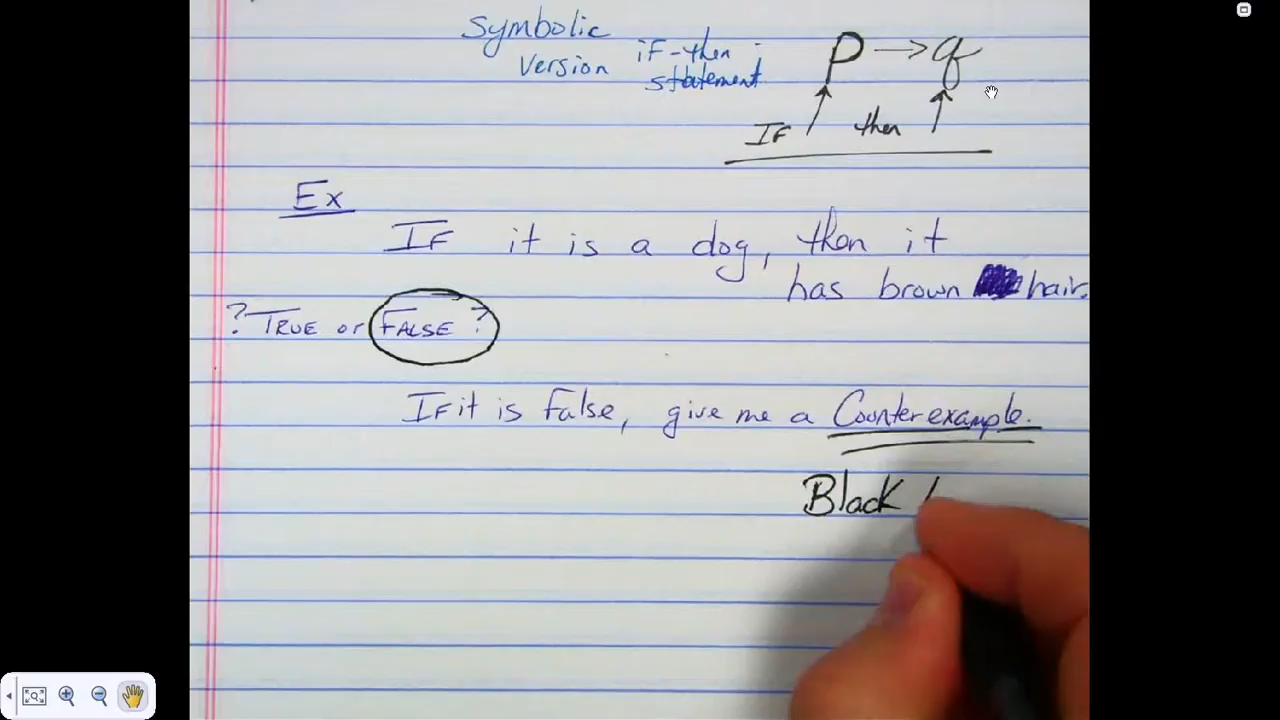 Symbolic
Version if-then
statement
P → q
IF then
Ex
IF it is a dog, then it
has brown hair.
? TRUE or FALSE ?
IF it is False, give me a Counterexample.
Black